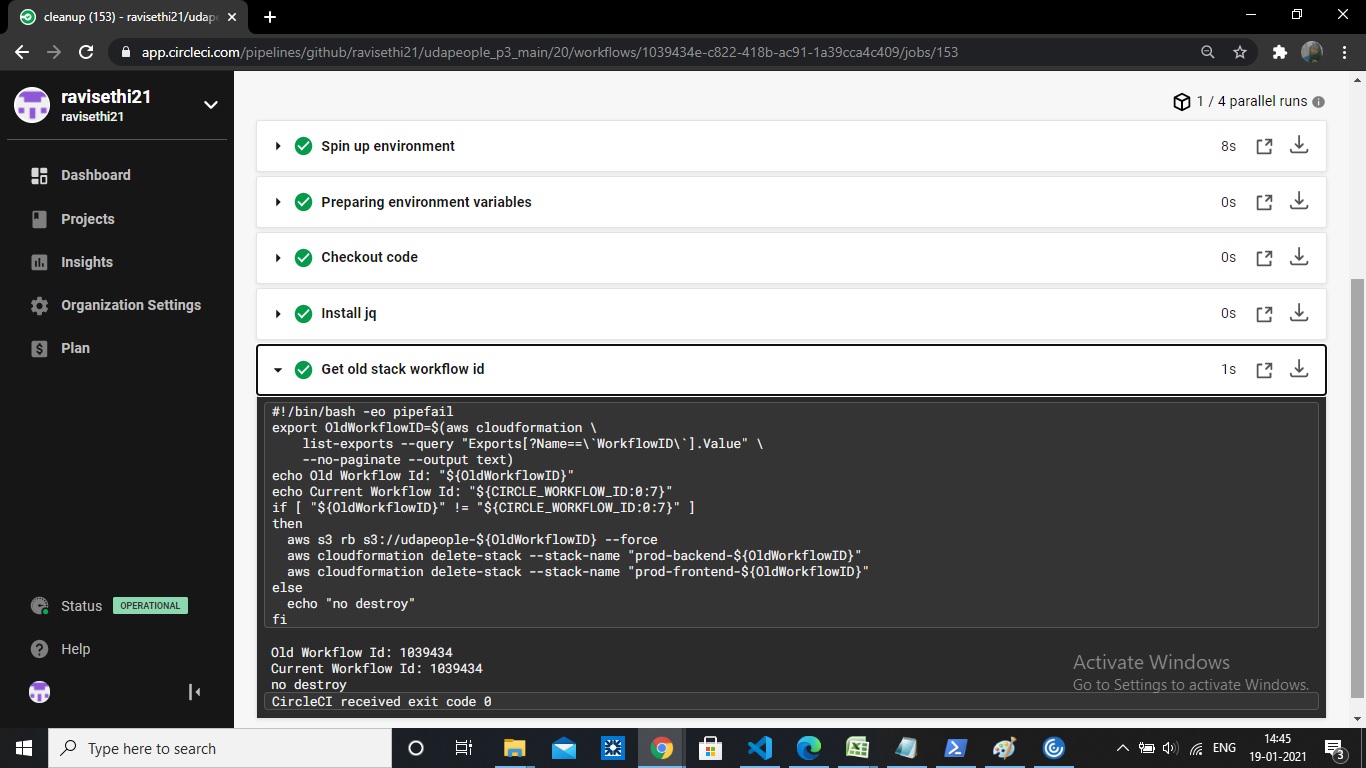 cleanup (153) - ravisethi21/udape
app.circleci.com/pipelines/github/ravisethi21/udapeople_p3_main/20/workflows/1039434e-c822-418b-ac91-1a39cca4c409/jobs/153
ravisethi21
ravisethi21
Dashboard
Projects
Insights
Organization Settings
Plan
Status OPERATIONAL
Help
1 / 4 parallel runs
Spin up environment 8s
Preparing environment variables 0s
Checkout code 0s
Install jq 0s
Get old stack workflow id 1s
#!/bin/bash -eo pipefail
export OldWorkflowID=$(aws cloudformation \
list-exports --query "Exports[?Name==\`WorkflowID\`].Value" \
--no-paginate --output text)
echo Old Workflow Id: "${OldWorkflowID}"
echo Current Workflow Id: "${CIRCLE_WORKFLOW_ID:0:7}"
if [ "${OldWorkflowID}" != "${CIRCLE_WORKFLOW_ID:0:7}" ]
then
aws s3 rb s3://udapeople-${OldWorkflowID} --force
aws cloudformation delete-stack --stack-name "prod-backend-${OldWorkflowID}"
aws cloudformation delete-stack --stack-name "prod-frontend-${OldWorkflowID}"
else
echo "no destroy"
fi
Old Workflow Id: 1039434
Current Workflow Id: 1039434
no destroy
CircleCI received exit code 0
Activate Windows
Go to Settings to activate Windows.
Type here to search
ENG
14:45
19-01-2021
3